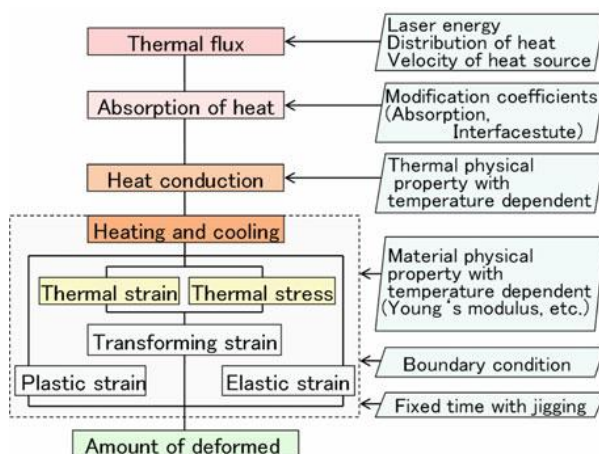 Thermal flux
Laser energy
Distribution of heat
Velocity of heat source
Absorption of heat
Modification coefficients
(Absorption,
Interfacestute)
Heat conduction
Thermal physical
property with
temperature dependent
Heating and cooling
Thermal strain
Thermal stress
Material physical
property with
temperature dependent
(Young‘s modulus, etc.)
Transforming strain
Plastic strain
Elastic strain
Boundary condition
Fixed time with jigging
Amount of deformed